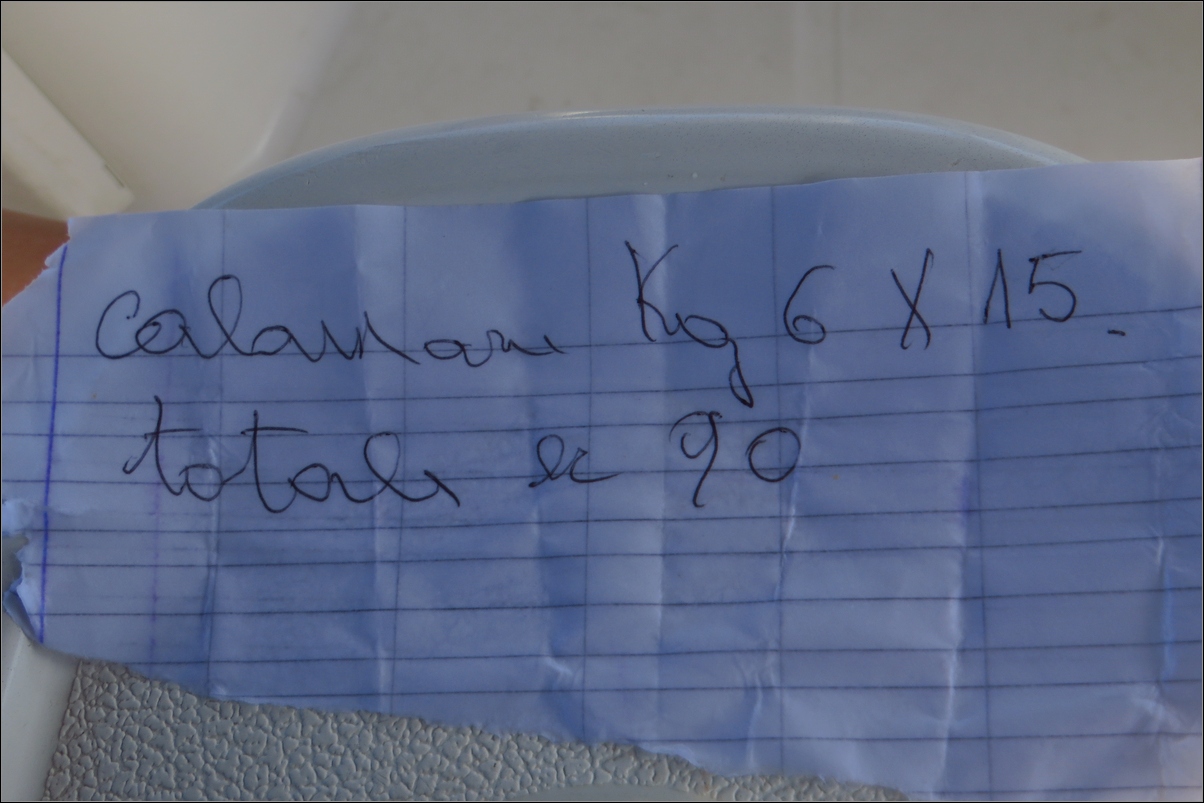 Calamari Kg 6 X 15.
totale € 90